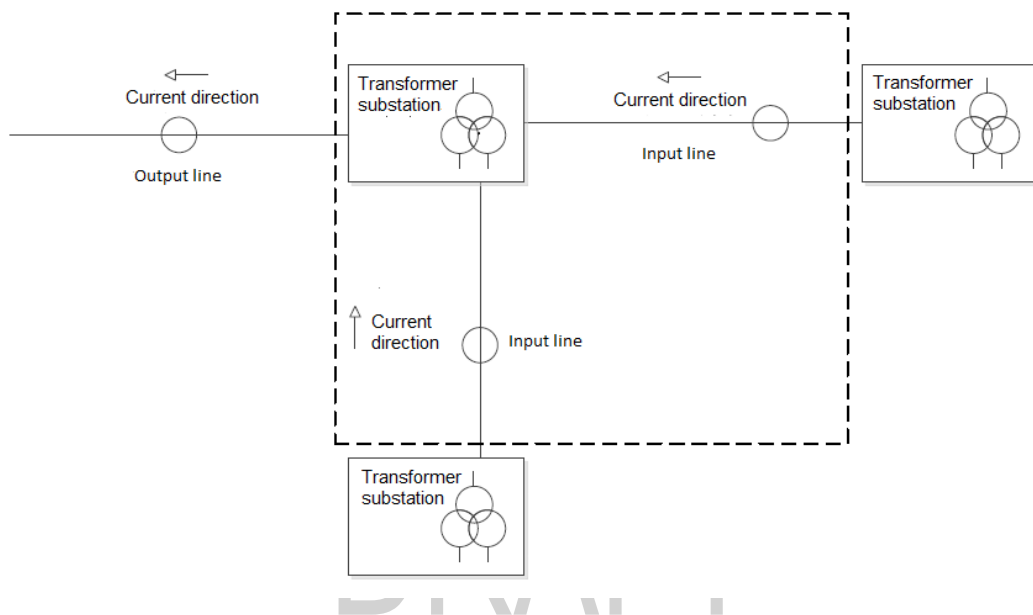 Current direction
Output line
Transformer
substation
Current direction
Input line
Transformer
substation
Current
direction
Input line
Transformer
substation